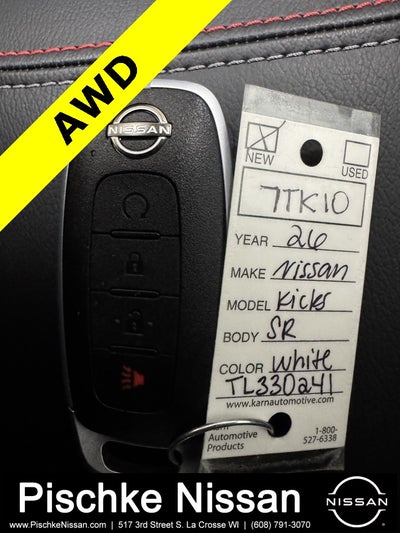 AWD
NISSAN
NEW
USED
7TK10
YEAR 26
MAKE Nissan
MODEL Kicks
BODY SR
COLOR White
TL330241
www.karnautomotive.com
Karn
Automotive
Products
1-800-
527-6338
Pischke Nissan
NISSAN
www.PischkeNissan.com | 517 3rd Street S. La Crosse WI | (608) 791-3070